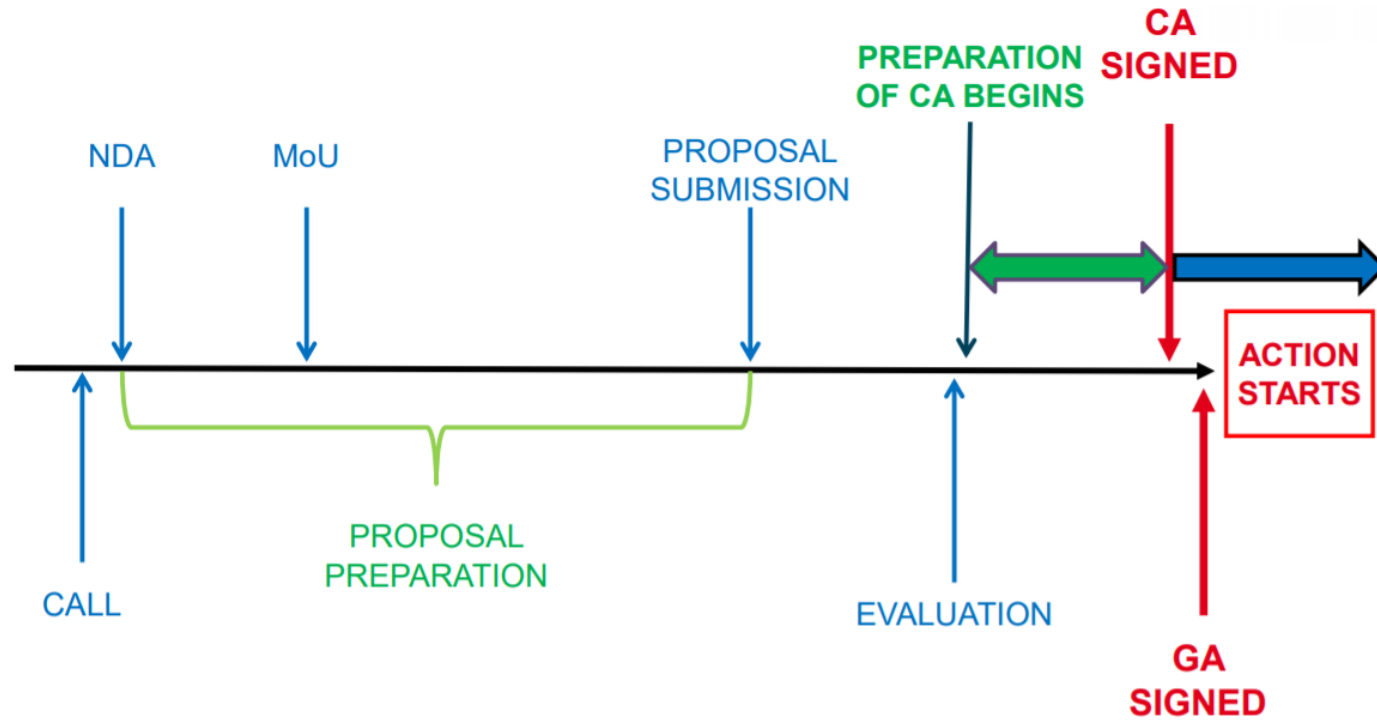 CA
SIGNED
PREPARATION
OF CA BEGINS
NDA
MoU
PROPOSAL
SUBMISSION
ACTION
STARTS
PROPOSAL
PREPARATION
CALL
EVALUATION
GA
SIGNED